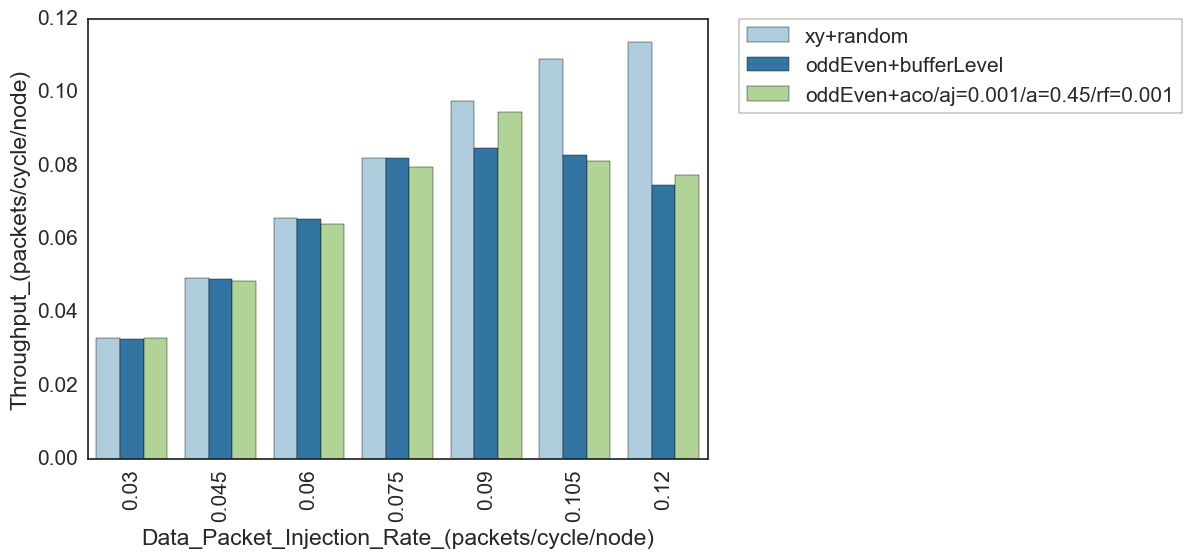 0.12
0.10
0.08
0.06
0.04
0.02
0.00
Throughput_(packets/cycle/node)
0.03
0.045
0.06
0.075
0.09
0.105
0.12
Data_Packet_Injection_Rate_(packets/cycle/node)
xy+random
oddEven+bufferLevel
oddEven+aco/aj=0.001/a=0.45/rf=0.001